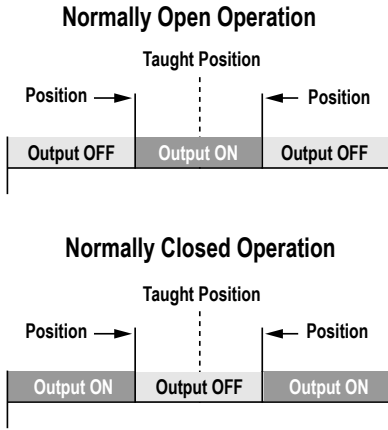 Normally Open Operation
Taught Position
Position Position
Output OFF Output ON Output OFF
Normally Closed Operation
Taught Position
Position Position
Output ON Output OFF Output ON